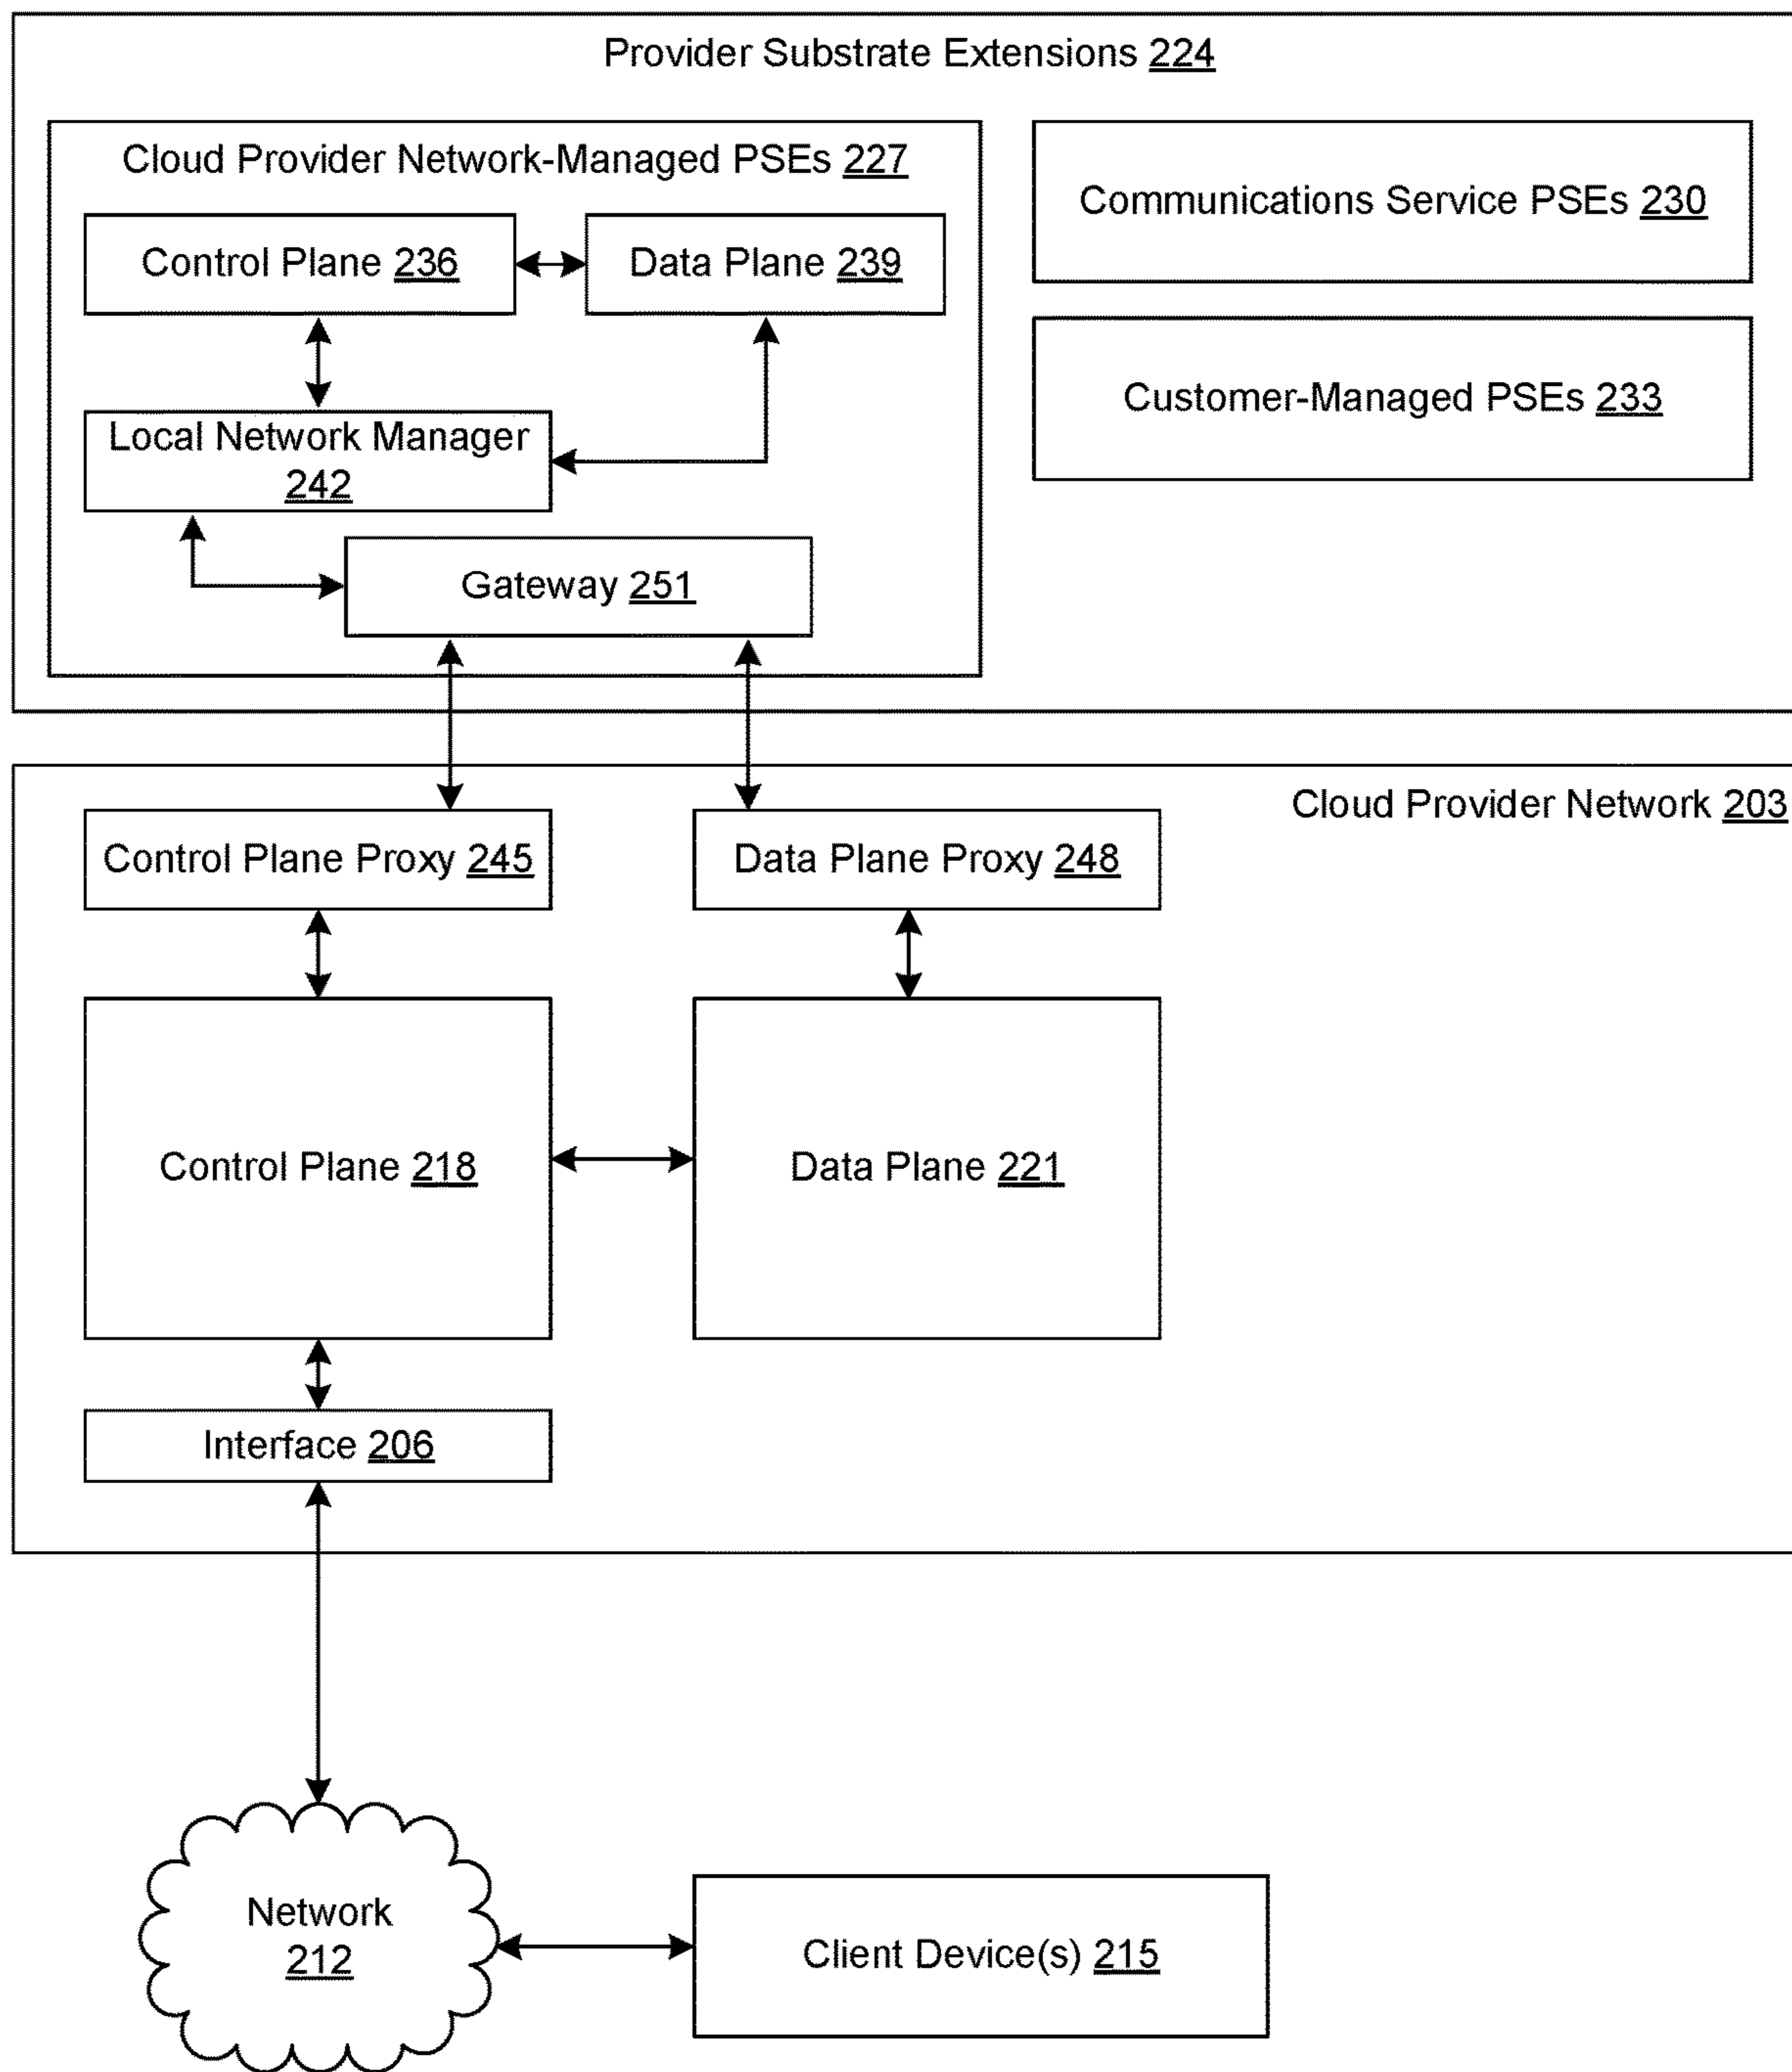 Provider Substrate Extensions 224
Cloud Provider Network-Managed PSEs 227
Control Plane 236
Data Plane 239
Local Network Manager
242
Gateway 251
Communications Service PSEs 230
Customer-Managed PSEs 233
Cloud Provider Network 203
Control Plane Proxy 245
Data Plane Proxy 248
Control Plane 218
Data Plane 221
Interface 206
Network
212
Client Device(s) 215